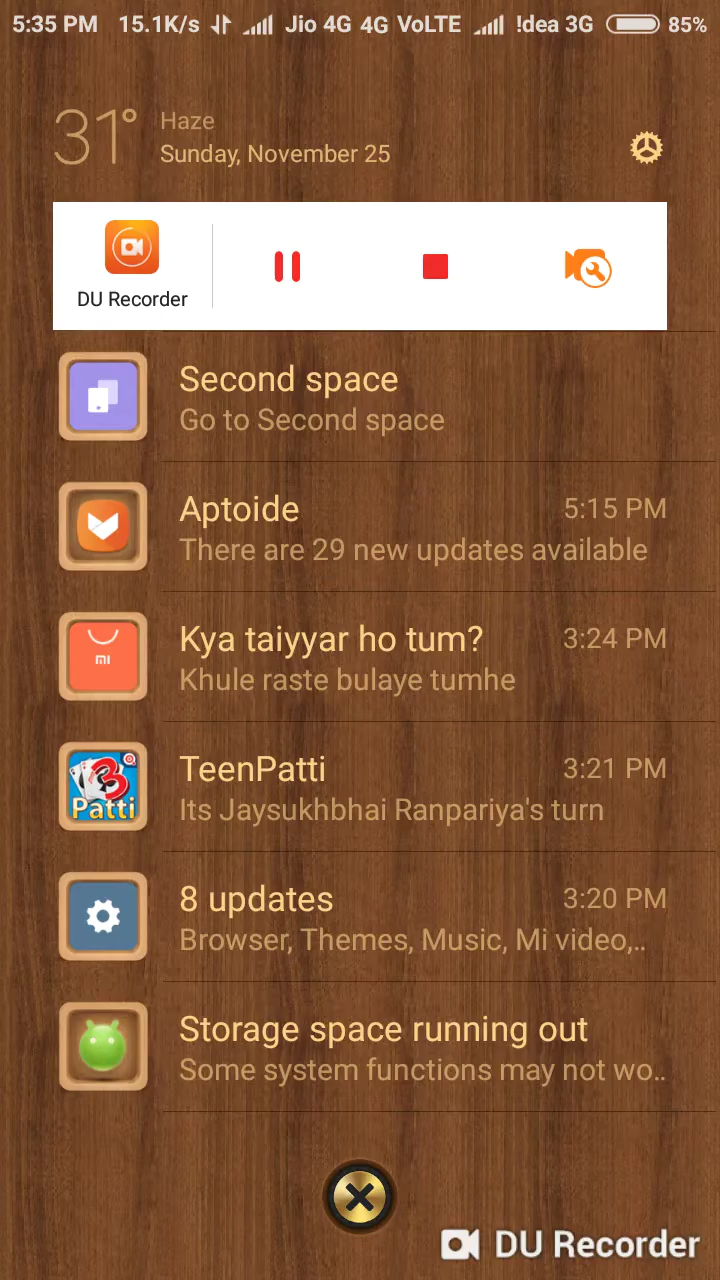 5:35 PM 15.1K/s Jio 4G 4G VoLTE !dea 3G 85%
31° Haze
Sunday, November 25
DU Recorder
Second space
Go to Second space
Aptoide 5:15 PM
There are 29 new updates available
Kya taiyyar ho tum? 3:24 PM
Khule raste bulaye tumhe
mi
TeenPatti 3:21 PM
Its Jaysukhbhai Ranpariya's turn
3 Patti
8 updates 3:20 PM
Browser, Themes, Music, Mi video,..
Storage space running out
Some system functions may not wo..
DU Recorder